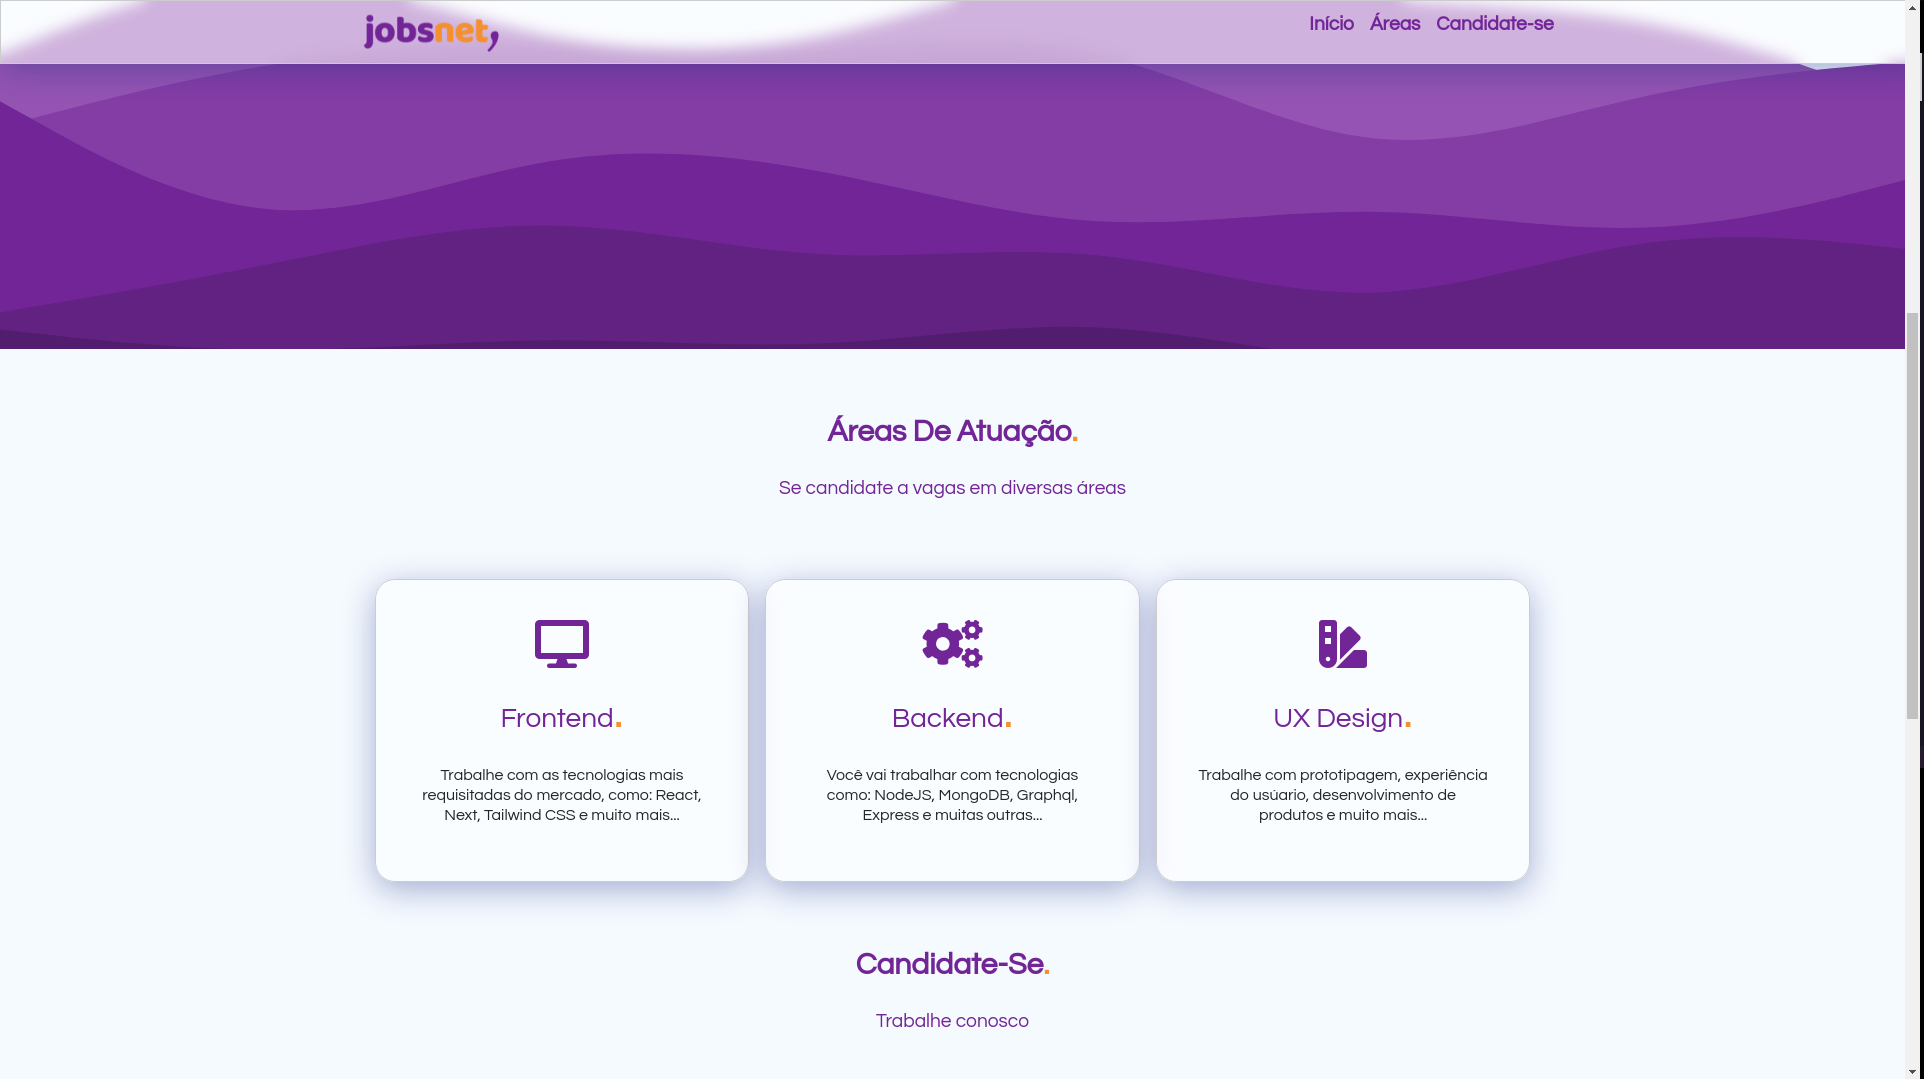 jobsnet,
Início Áreas Candidate-se
Áreas De Atuação.
Se candidate a vagas em diversas áreas
Frontend.
Trabalhe com as tecnologias mais
requisitadas do mercado, como: React,
Next, Tailwind CSS e muito mais...
Backend.
Você vai trabalhar com tecnologias
como: NodeJS, MongoDB, Graphql,
Express e muitas outras...
UX Design.
Trabalhe com prototipagem, experiência
do usúario, desenvolvimento de
produtos e muito mais...
Candidate-Se.
Trabalhe conosco